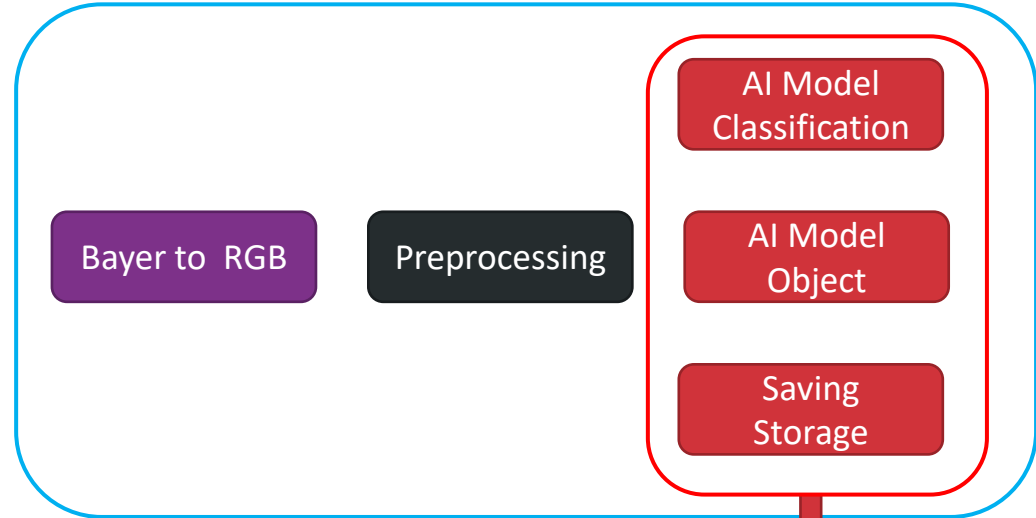 Bayer to  RGB
Preprocessing
AI Model
Classification
AI Model
Object
Saving
Storage